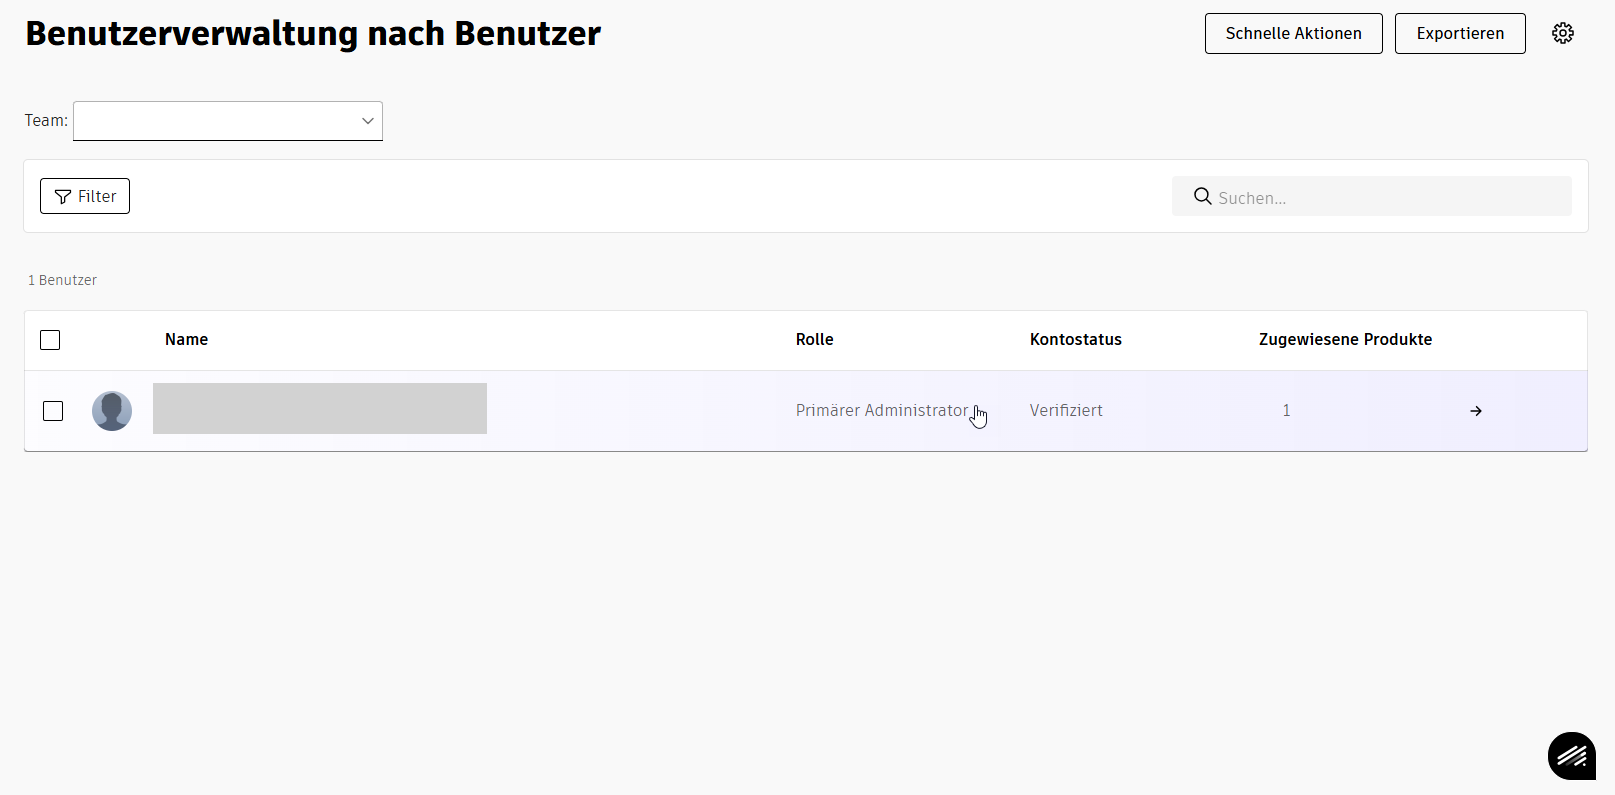 Benutzerverwaltung nach Benutzer
Schnelle Aktionen
Exportieren
Team:
Filter
Suchen...
1 Benutzer
Name Rolle Kontostatus Zugewiesene Produkte
Primärer Administrator Verifiziert 1